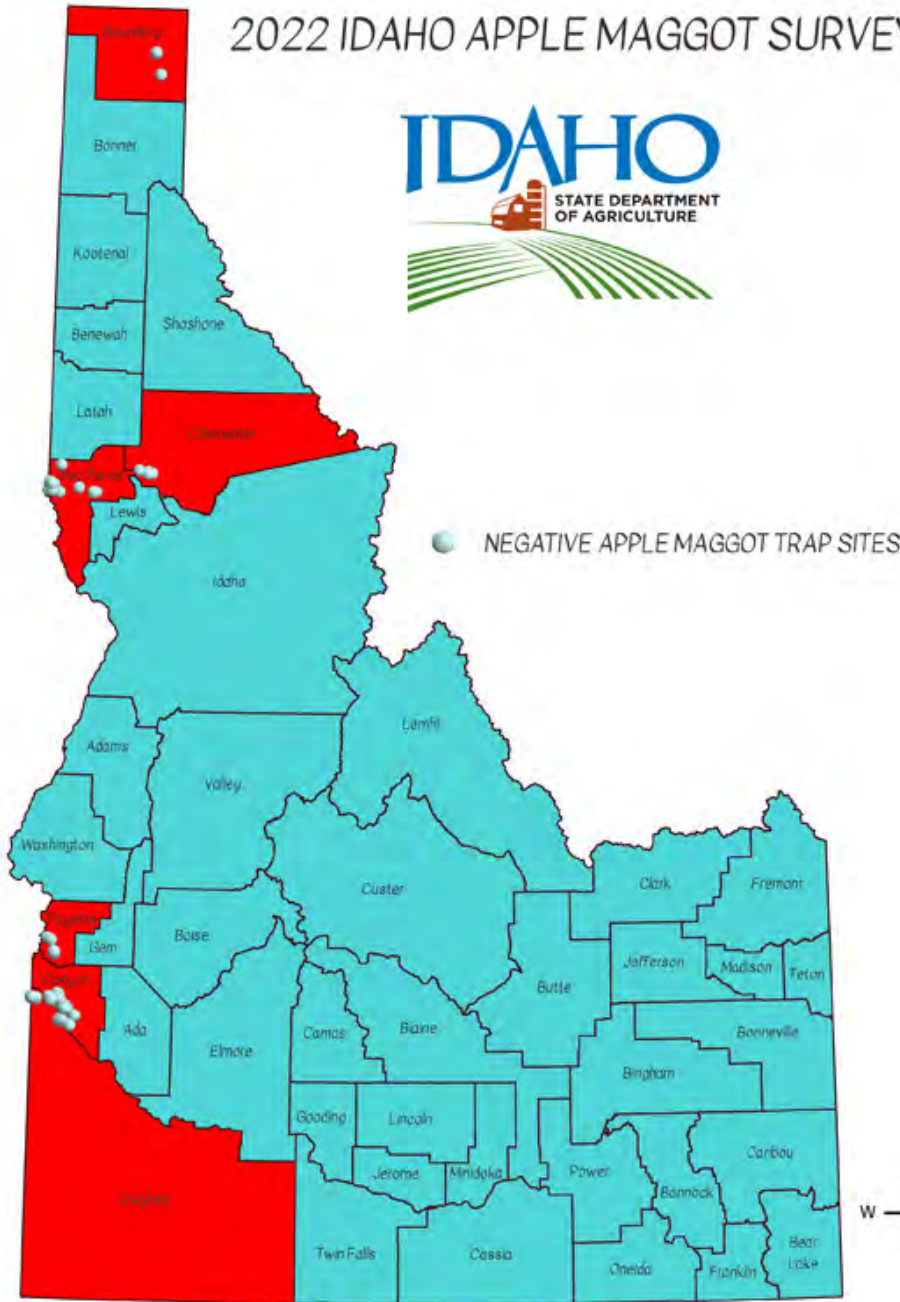 2022 IDAHO APPLE MAGGOT SURVEY
Boundary
IDAHO
STATE DEPARTMENT
OF AGRICULTURE
Bonner
Kootenai
Shoshone
Benewah
Latah
Clearwater
Nez Perce
Lewis
NEGATIVE APPLE MAGGOT TRAP SITES
Idaho
Lemhi
Adams
Valley
Washington
Custer
Clark
Fremont
Payette
Gem
Boise
Butte
Jefferson
Madison
Teton
Canyon
Ada
Elmore
Camas
Blaine
Bonneville
Bingham
Gooding
Lincoln
Jerome
Minidoka
Power
Caribou
Bannock
Owyhee
W
Twin Falls
Cassia
Oneida
Franklin
Bear
Lake